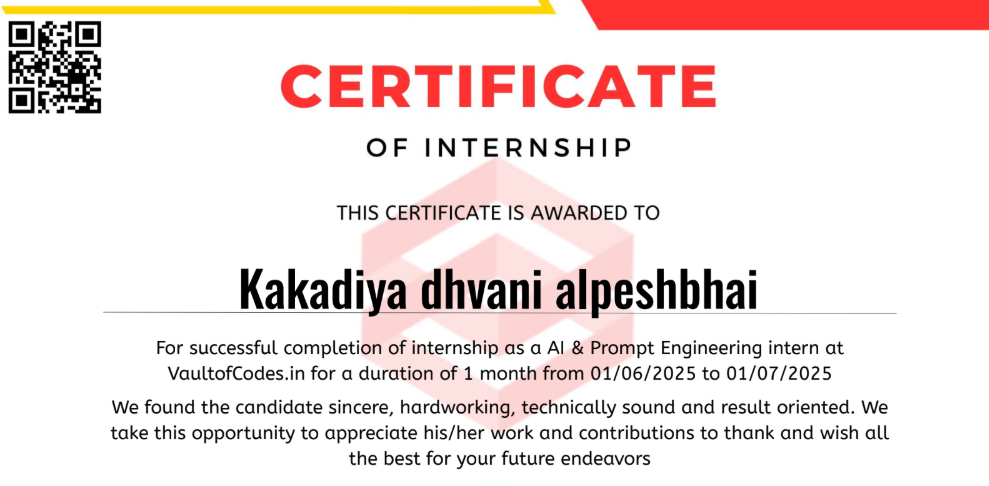 CERTIFICATE
OF INTERNSHIP
THIS CERTIFICATE IS AWARDED TO
Kakadiya dhvani alpeshbhai
For successful completion of internship as a AI & Prompt Engineering intern at
VaultofCodes.in for a duration of 1 month from 01/06/2025 to 01/07/2025
We found the candidate sincere, hardworking, technically sound and result oriented. We
take this opportunity to appreciate his/her work and contributions to thank and wish all
the best for your future endeavors